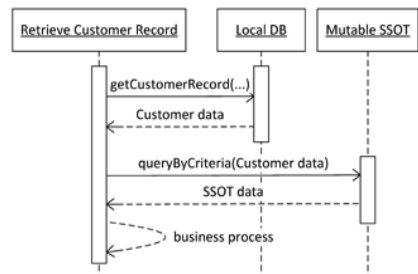 Retrieve Customer Record
Local DB
Mutable SSOT
getCustomerRecord(...)
Customer data
queryByCriteria(Customer data)
SSOT data
business process